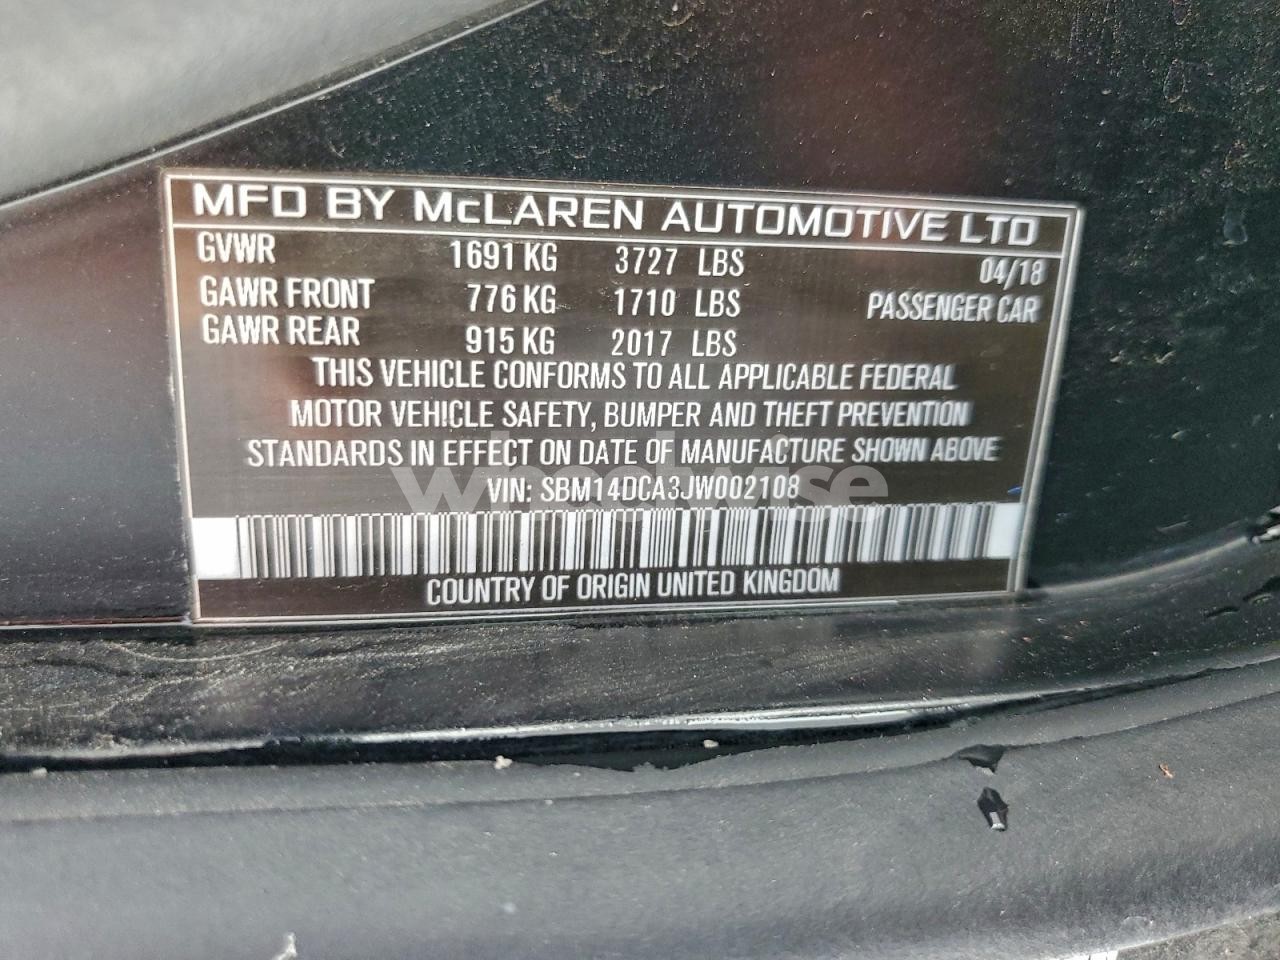 MFD BY McLAREN AUTOMOTIVE LTD
GVWR 1691 KG 3727 LBS 04/18
GAWR FRONT 776 KG 1710 LBS PASSENGER CAR
GAWR REAR 915 KG 2017 LBS
THIS VEHICLE CONFORMS TO ALL APPLICABLE FEDERAL
MOTOR VEHICLE SAFETY, BUMPER AND THEFT PREVENTION
STANDARDS IN EFFECT ON DATE OF MANUFACTURE SHOWN ABOVE
VIN: SBM14DCA3JW002108
COUNTRY OF ORIGIN UNITED KINGDOM